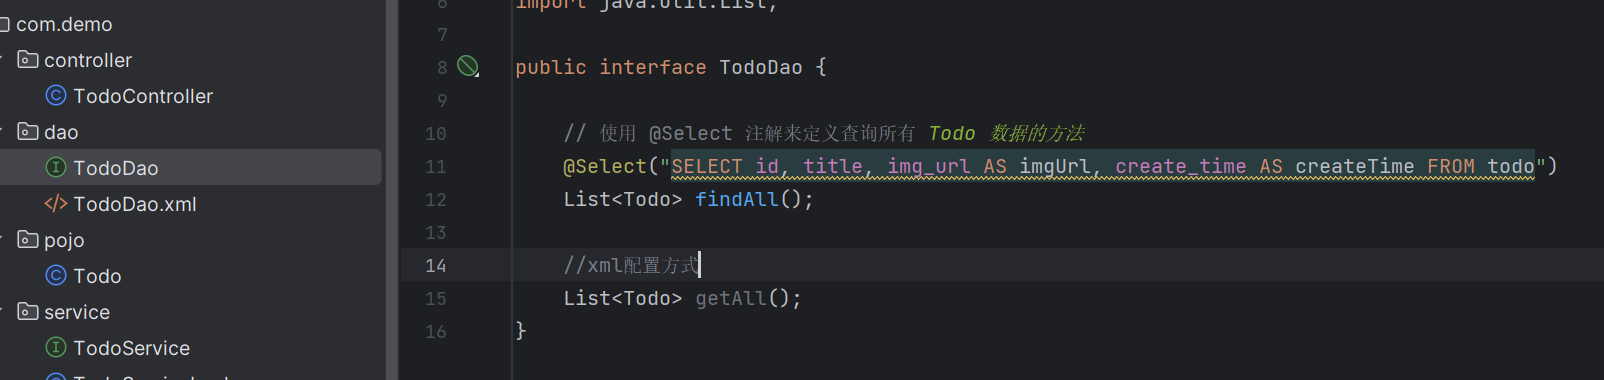 com.demo
controller
TodoController
dao
TodoDao
TodoDao.xml
pojo
Todo
service
TodoService
6 import java.util.List;
7
8 public interface TodoDao {
9
10 // 使用 @Select 注解来定义查询所有 Todo 数据的方法
11 @Select("SELECT id, title, img_url AS imgUrl, create_time AS createTime FROM todo")
12 List<Todo> findAll();
13
14 //xml配置方式
15 List<Todo> getAll();
16 }